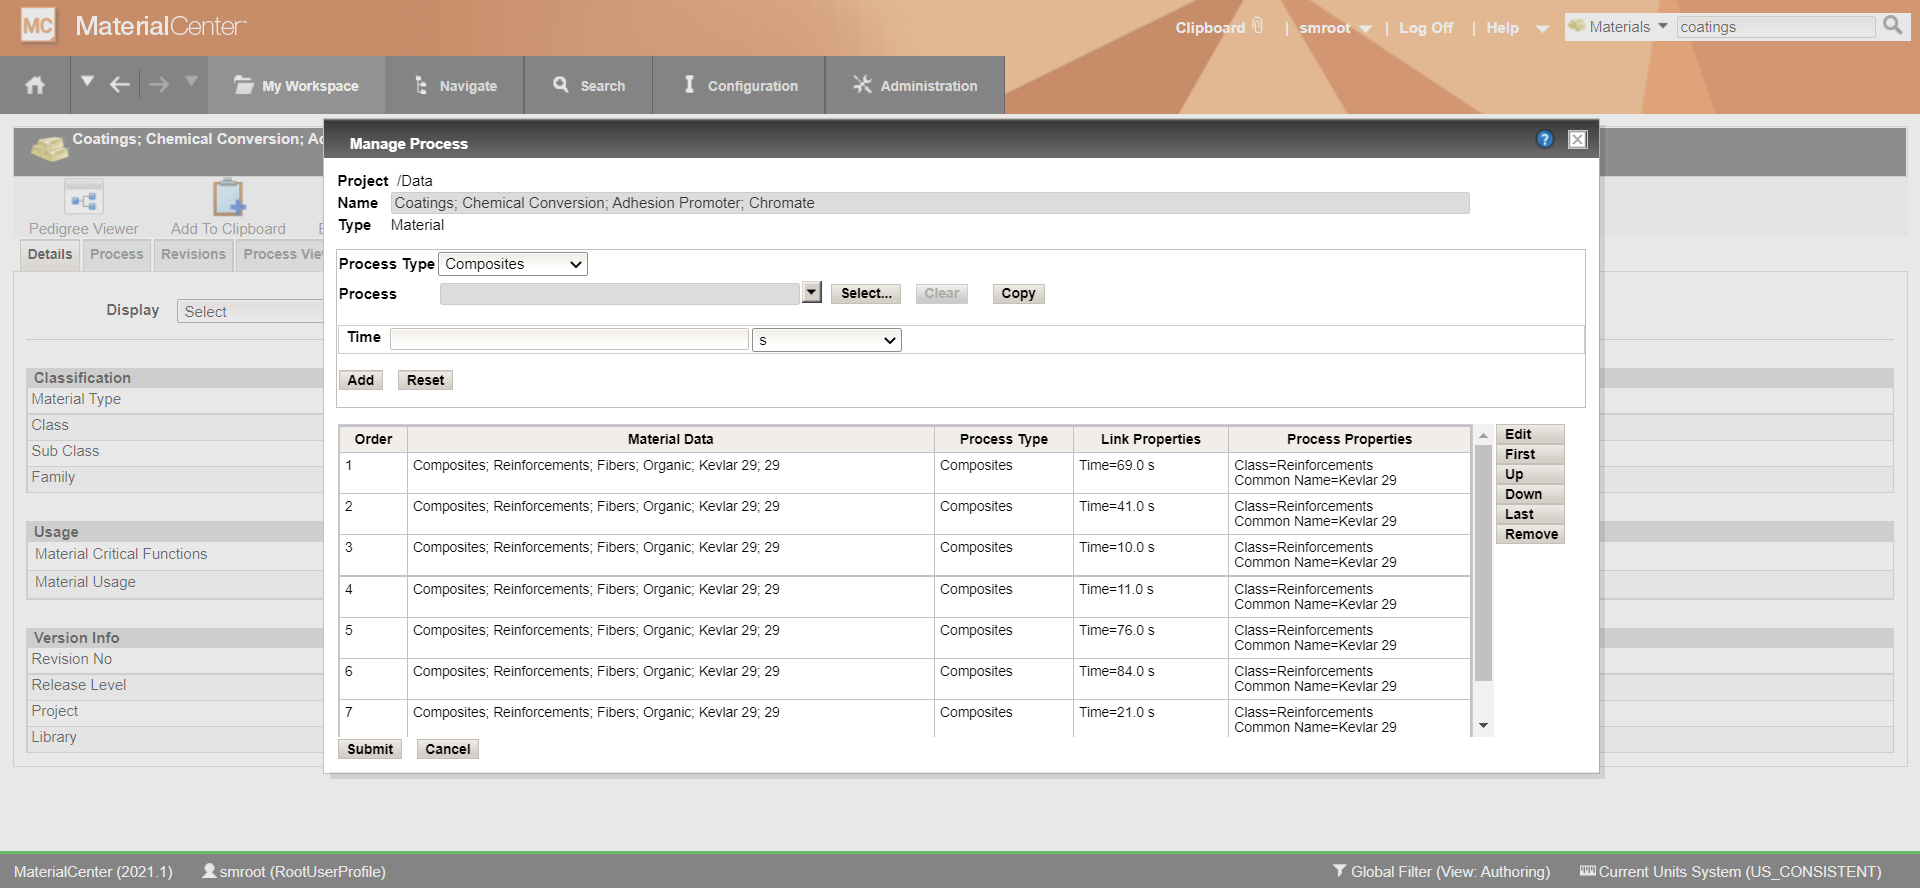 MC MaterialCenter
Clipboard | smroot | Log Off | Help Materials coatings
My Workspace Navigate Search Configuration Administration
Coatings; Chemical Conversion; Ad
Pedigree Viewer Add To Clipboard
Details Process Revisions Process Vie
Display Select
Classification
Material Type
Class
Sub Class
Family
Usage
Material Critical Functions
Material Usage
Version Info
Revision No
Release Level
Project
Library
Manage Process ?
Project /Data
Name Coatings; Chemical Conversion; Adhesion Promoter; Chromate
Type Material
Process Type Composites
Process Select... Clear Copy
Time s
Add Reset
Order Material Data Process Type Link Properties Process Properties
1 Composites; Reinforcements; Fibers; Organic; Kevlar 29; 29 Composites Time=69.0 s Class=Reinforcements
Common Name=Kevlar 29
2 Composites; Reinforcements; Fibers; Organic; Kevlar 29; 29 Composites Time=41.0 s Class=Reinforcements
Common Name=Kevlar 29
3 Composites; Reinforcements; Fibers; Organic; Kevlar 29; 29 Composites Time=10.0 s Class=Reinforcements
Common Name=Kevlar 29
4 Composites; Reinforcements; Fibers; Organic; Kevlar 29; 29 Composites Time=11.0 s Class=Reinforcements
Common Name=Kevlar 29
5 Composites; Reinforcements; Fibers; Organic; Kevlar 29; 29 Composites Time=76.0 s Class=Reinforcements
Common Name=Kevlar 29
6 Composites; Reinforcements; Fibers; Organic; Kevlar 29; 29 Composites Time=84.0 s Class=Reinforcements
Common Name=Kevlar 29
7 Composites; Reinforcements; Fibers; Organic; Kevlar 29; 29 Composites Time=21.0 s Class=Reinforcements
Common Name=Kevlar 29
Edit
First
Up
Down
Last
Remove
Submit Cancel
MaterialCenter (2021.1) smroot (RootUserProfile) Global Filter (View: Authoring) Current Units System (US_CONSISTENT)